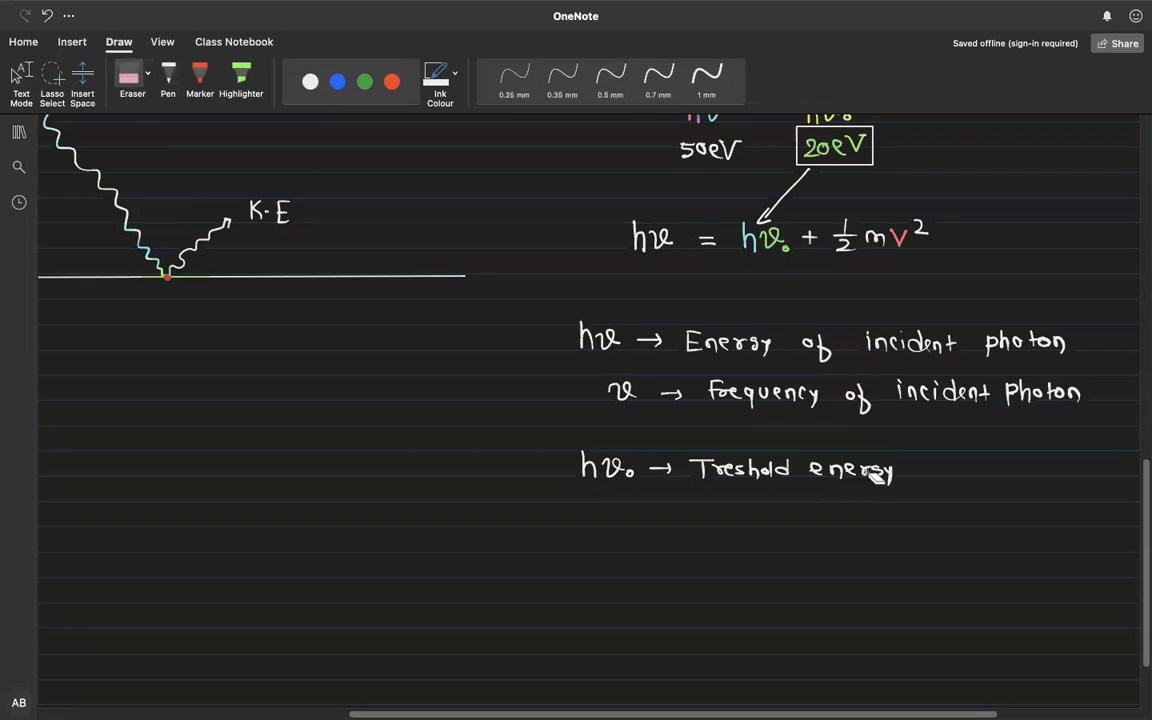 OneNote
Home Insert Draw View Class Notebook
Saved offline (sign-in required) Share
Text Mode
Lasso Select
Insert Space
Eraser
Pen
Marker
Highlighter
Ink Colour
0.25 mm 0.35 mm 0.5 mm 0.7 mm 1 mm
50eV 20eV
K.E
hν = hν₀ + 1/2 mv²
hν → Energy of incident photon
ν → frequency of incident photon
hν₀ → Treshold energy
AB